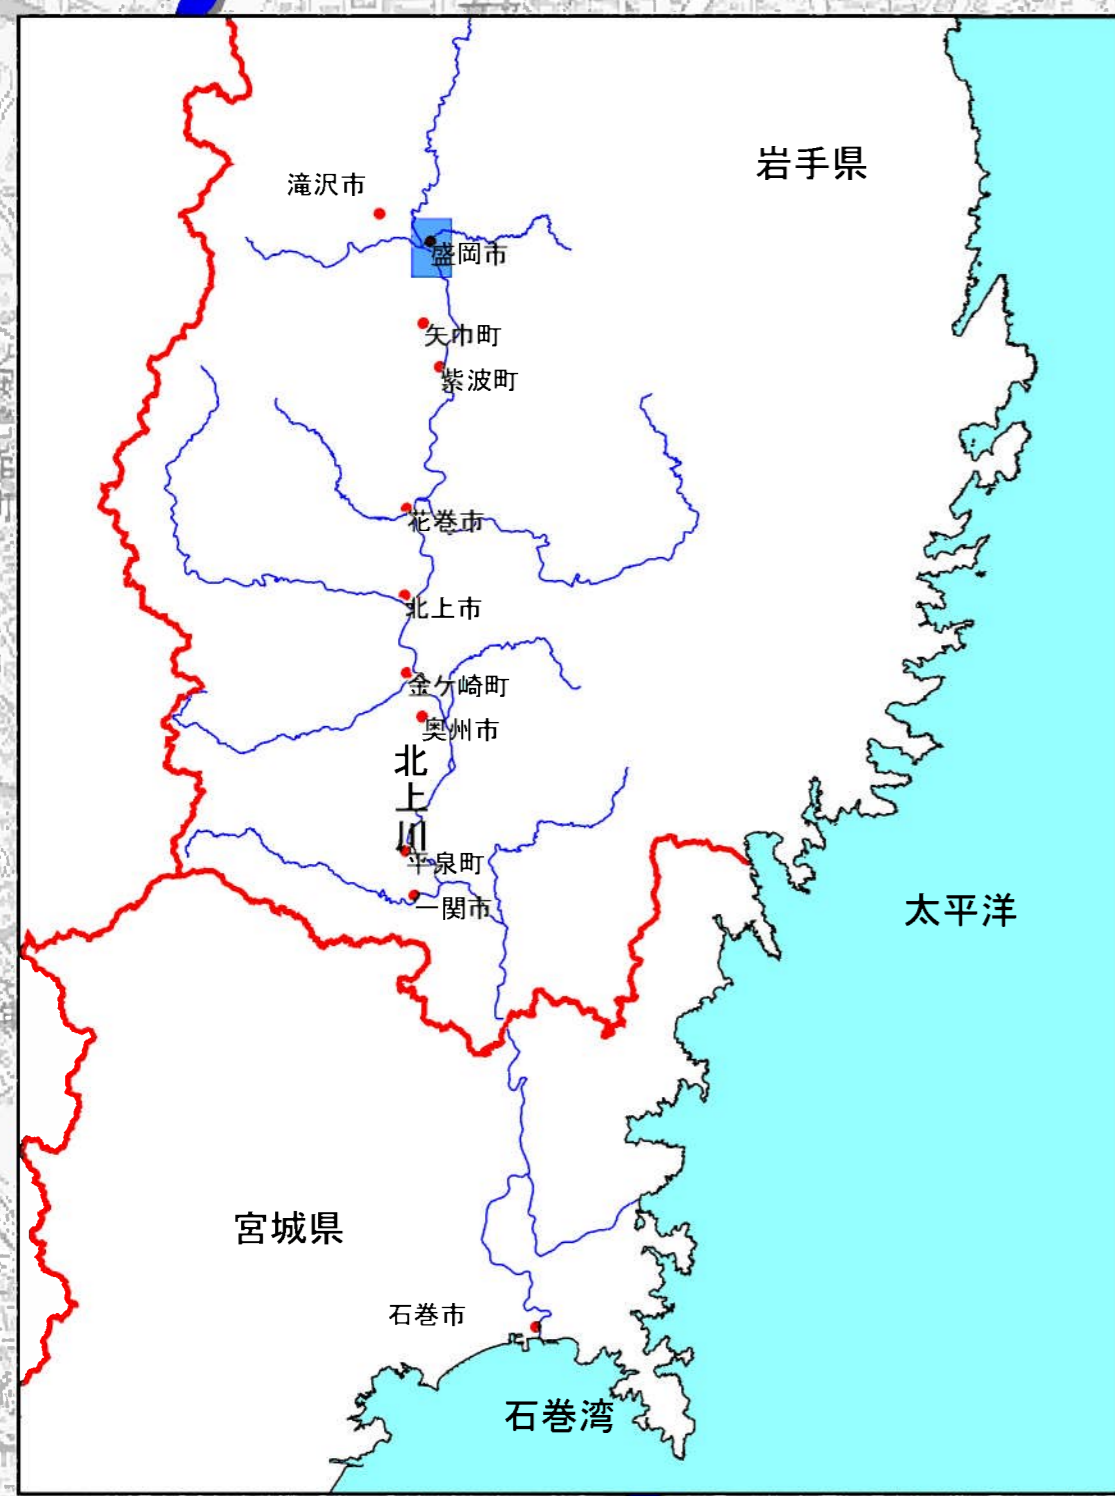 岩手県
滝沢市
盛岡市
矢巾町
紫波町
花巻市
北上市
金ケ崎町
奥州市
北上川
平泉町
一関市
太平洋
宮城県
石巻市
石巻湾